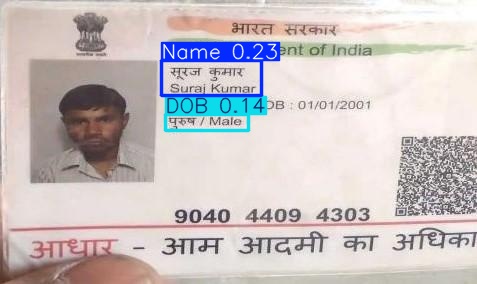 भारत सरकार
Name 0.23
ent of India
सूरज कुमार
Suraj Kumar
DOB 0.14
DOB : 01/01/2001
पुरुष / Male
9040 4409 4303
आधार - आम आदमी का अधिका